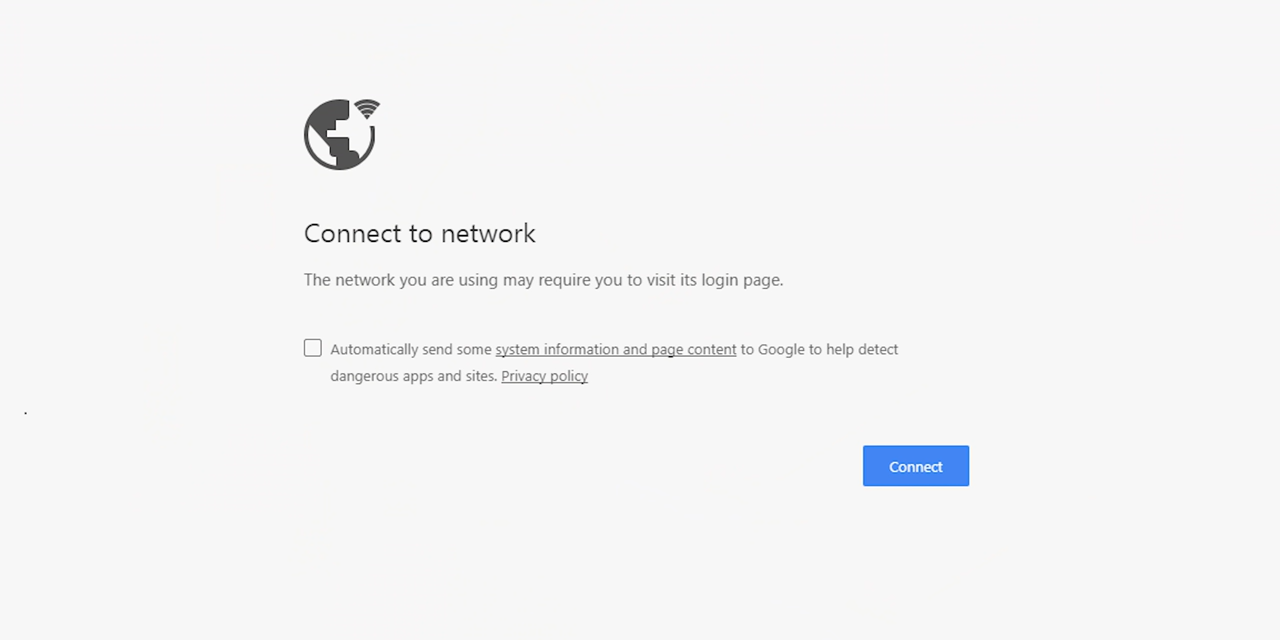 Connect to network
The network you are using may require you to visit its login page.
Automatically send some system information and page content to Google to help detect
dangerous apps and sites. Privacy policy
Connect